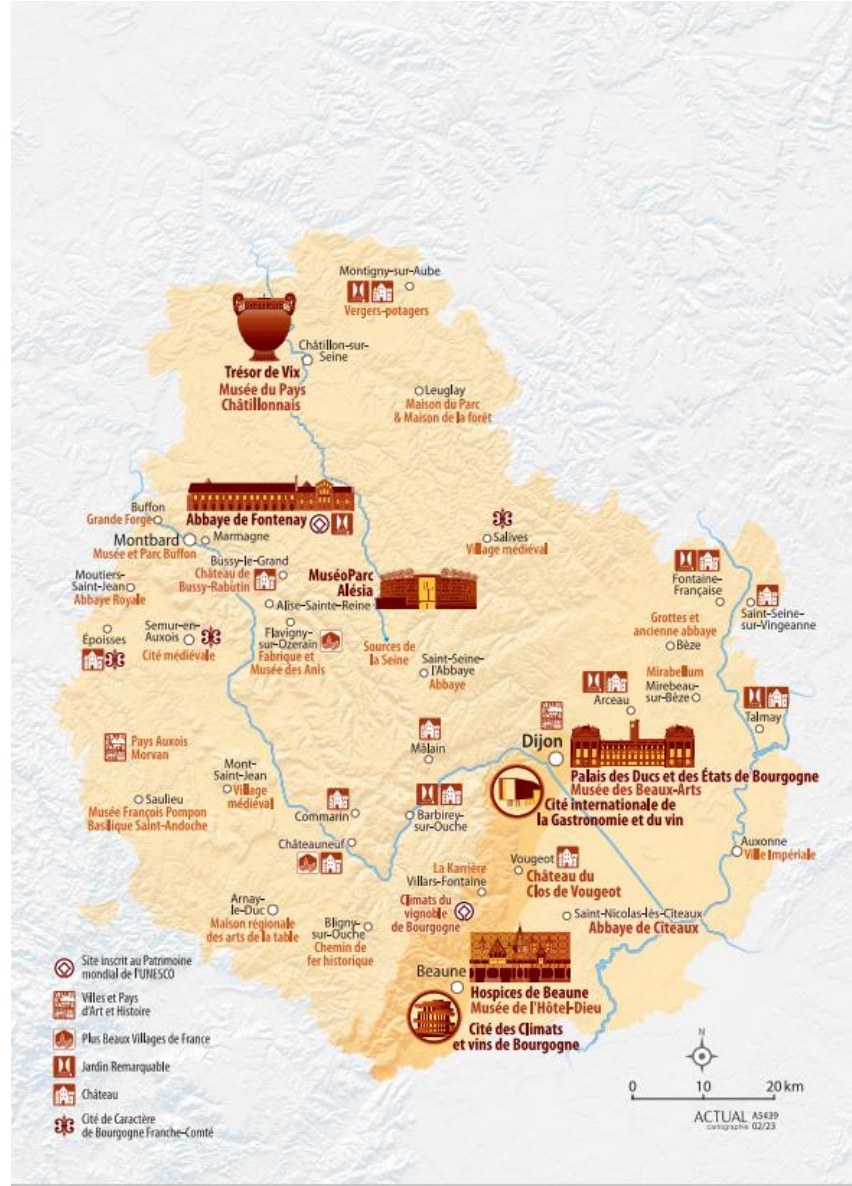 Montigny-sur-Aube
Vergers-potagers
Châtillon-sur-
Seine
Trésor de Vix
Musée du Pays
Châtillonnais
Leuglay
Maison du Parc
& Maison de la forêt
Buffon
Grande Forge
Abbaye de Fontenay
Montbard
Marmagne
Musée et Parc Buffon
Salives
Village médiéval
Bussy-le-Grand
Château de
Bussy-Rabutin
MuséoParc
Alésia
Moutiers-
Saint-Jean
Abbaye Royale
Alise-Sainte-Reine
Fontaine-
Française
Saint-Seine-
sur-Vingeanne
Époisses
Semur-en-
Auxois
Cité médiévale
Flavigny-
sur-Ozerain
Fabrique et
Musée des Anis
Sources de
la Seine
Grottes et
ancienne abbaye
Bèze
Saint-Seine-
l'Abbaye
Abbaye
Mirabellum
Mirebeau-
sur-Bèze
Arceau
Talmay
Pays Auxois
Morvan
Mâlain
Dijon
Palais des Ducs et des États de Bourgogne
Musée des Beaux-Arts
Cité internationale de
la Gastronomie et du vin
Mont-
Saint-Jean
Village
médiéval
Saulieu
Musée François Pompon
Basilique Saint-Andoche
Commarin
Barbirey-
sur-Ouche
Châteauneuf
Auxonne
Ville Impériale
La Karrière
Villars-Fontaine
Vougeot
Château du
Clos de Vougeot
Climats du
vignoble
de Bourgogne
Arnay-
le-Duc
Maison régionale
des arts de la table
Bligny-
sur-Ouche
Chemin de
fer historique
Saint-Nicolas-lès-Cîteaux
Abbaye de Cîteaux
Beaune
Hospices de Beaune
Musée de l'Hôtel-Dieu
Cité des Climats
et vins de Bourgogne
Site inscrit au Patrimoine
mondial de l'UNESCO
Villes et Pays
d'Art et Histoire
Plus Beaux Villages de France
Jardin Remarquable
Château
Cité de Caractère
de Bourgogne Franche-Comté
N
0 10 20 km
ACTUAL A5439
cartographie 02/23